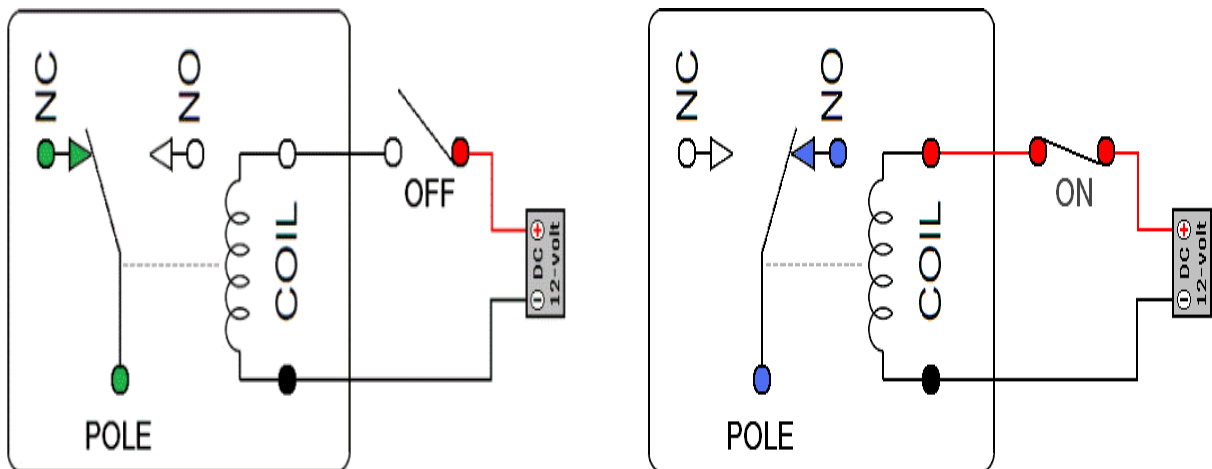 NC
NO
COIL
OFF
+
DC
−
12-volt
POLE
NC
NO
COIL
ON
+
DC
−
12-volt
POLE